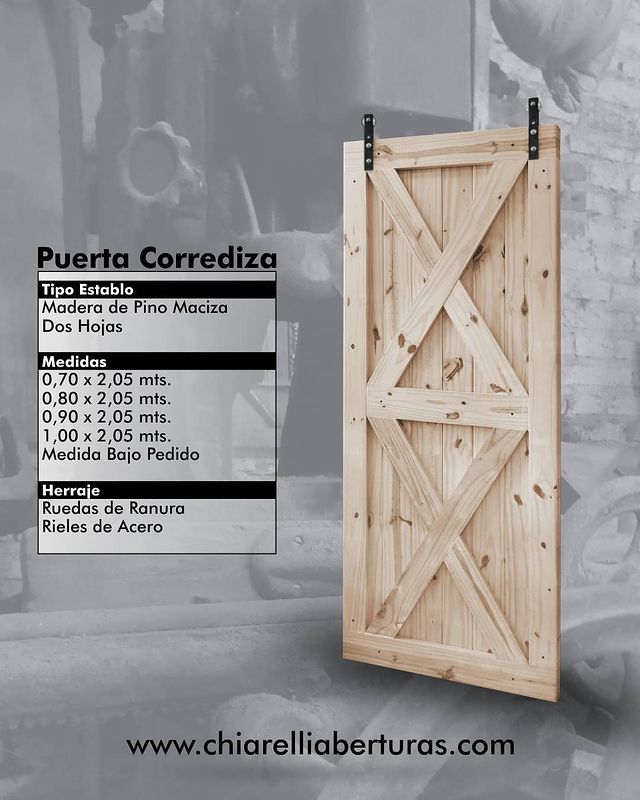 Puerta Corrediza
Tipo Establo
Madera de Pino Maciza
Dos Hojas
Medidas
0,70 x 2,05 mts.
0,80 x 2,05 mts.
0,90 x 2,05 mts.
1,00 x 2,05 mts.
Medida Bajo Pedido
Herraje
Ruedas de Ranura
Rieles de Acero
www.chiarelliaberturas.com